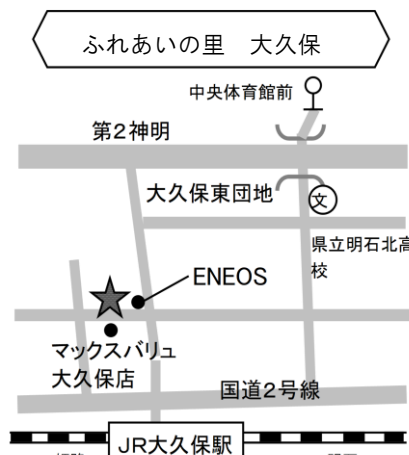 ふれあいの里　大久保
中央体育館前
第2神明
大久保東団地
文
県立明石北高
校
ENEOS
マックスバリュ
大久保店
国道2号線
JR大久保駅